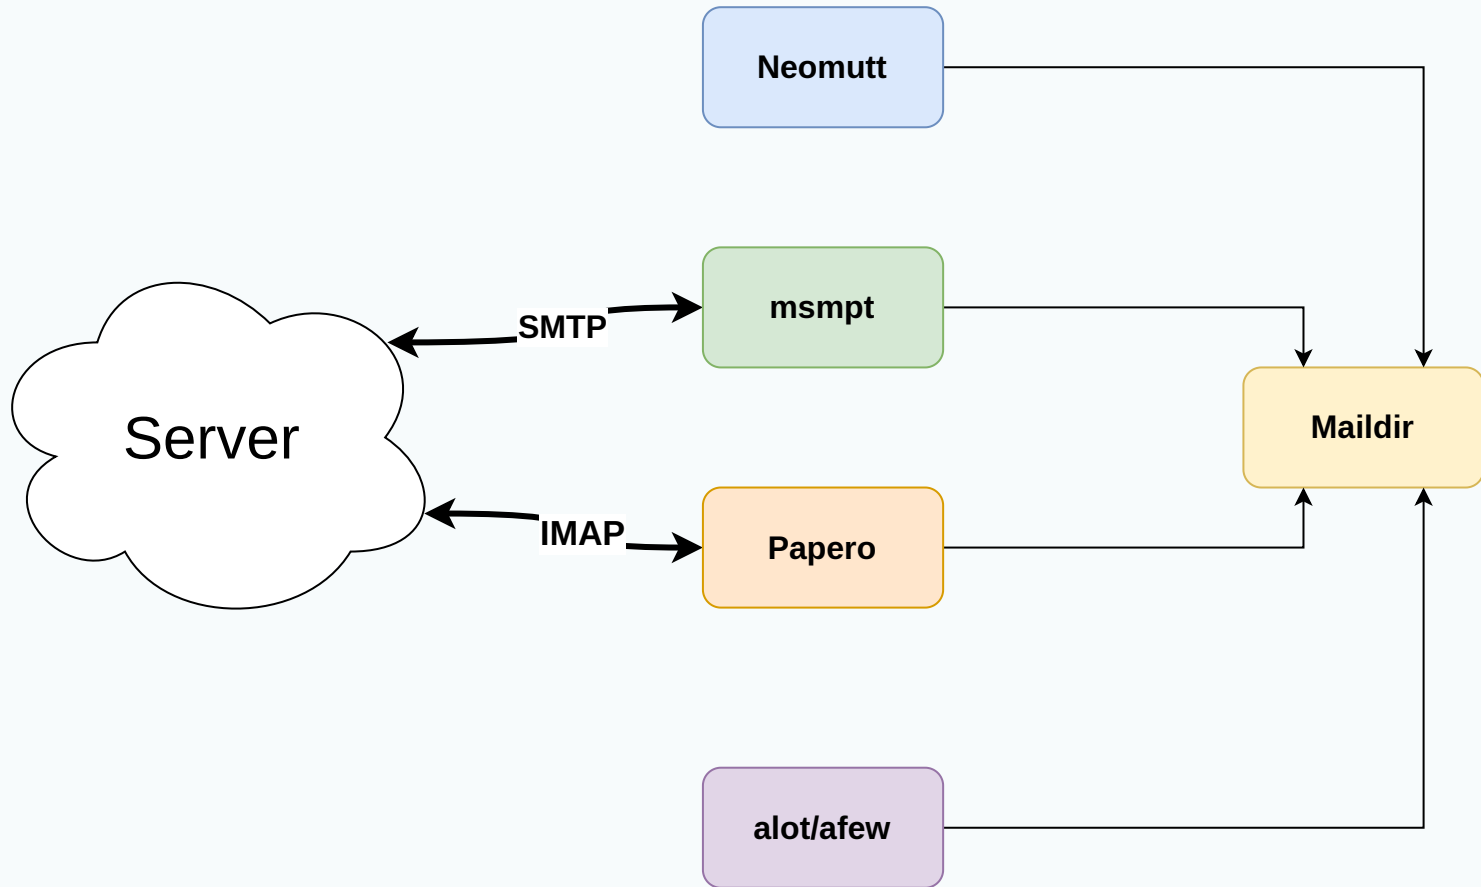 Neomutt
SMTP
msmpt
Server
Maildir
IMAP
Papero
alot/afew